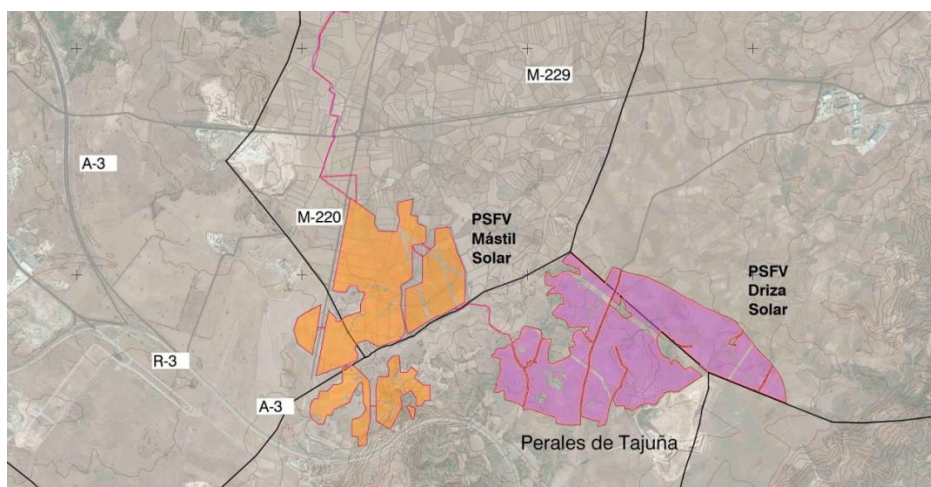 M-229
A-3
M-220
PSFV
Mástil
Solar
PSFV
Driza
Solar
R-3
A-3
Perales de Tajuña